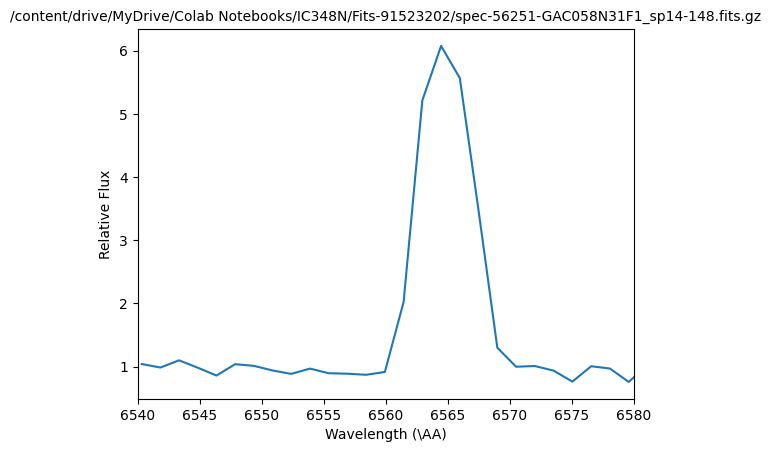 /content/drive/MyDrive/Colab Notebooks/IC348N/Fits-91523202/spec-56251-GAC058N31F1_sp14-148.fits.gz
6
5
4
3
2
1
Relative Flux
6540 6545 6550 6555 6560 6565 6570 6575 6580
Wavelength (\AA)